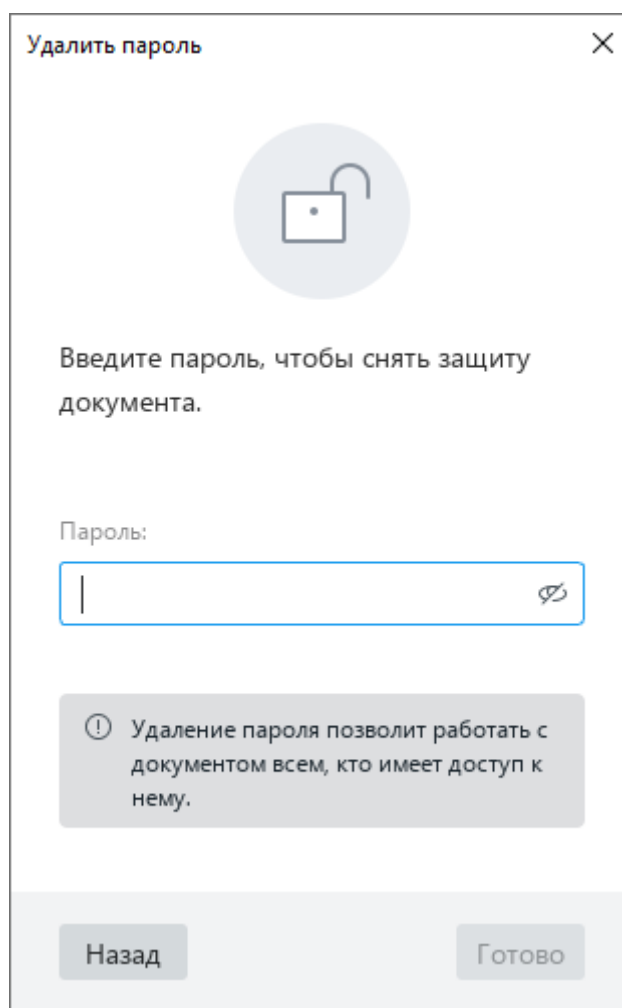 Удалить пароль
Введите пароль, чтобы снять защиту
документа.
Пароль:
Удаление пароля позволит работать с
документом всем, кто имеет доступ к
нему.
Назад
Готово